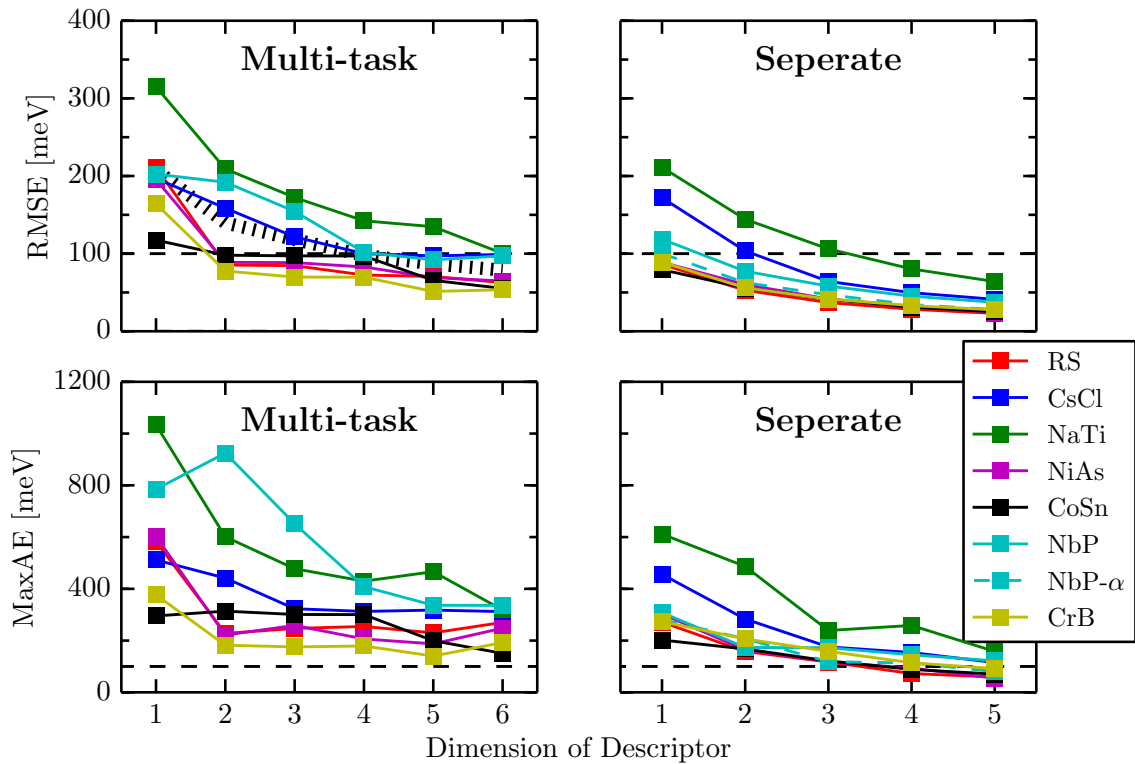 400
300
200
100
0
RMSE [meV]
Multi-task
Seperate
1200
800
400
0
MaxAE [meV]
Multi-task
Seperate
RS
CsCl
NaTi
NiAs
CoSn
NbP
NbP-α
CrB
1 2 3 4 5 6
1 2 3 4 5
Dimension of Descriptor